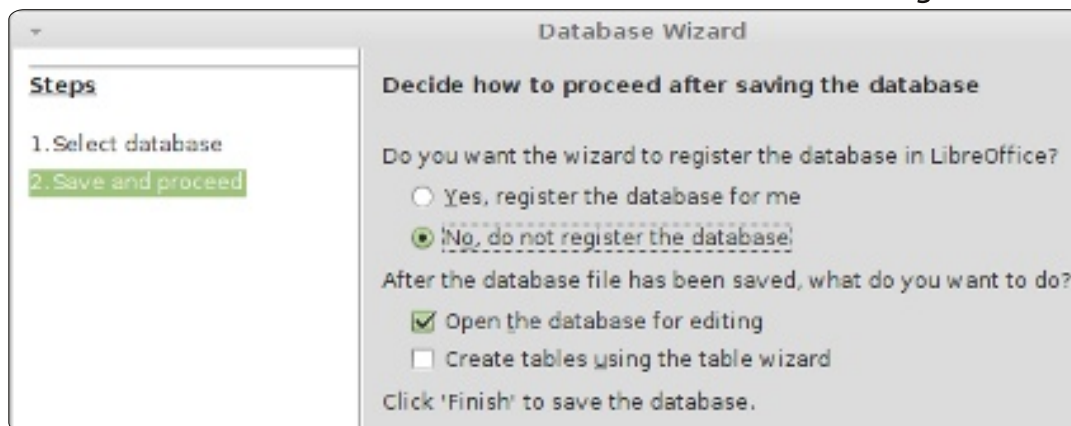 Database Wizard
Steps
1.Select database
2.Save and proceed
Decide how to proceed after saving the database
Do you want the wizard to register the database in LibreOffice?
Yes, register the database for me
No, do not register the database
After the database file has been saved, what do you want to do?
Open the database for editing
Create tables using the table wizard
Click 'Finish' to save the database.